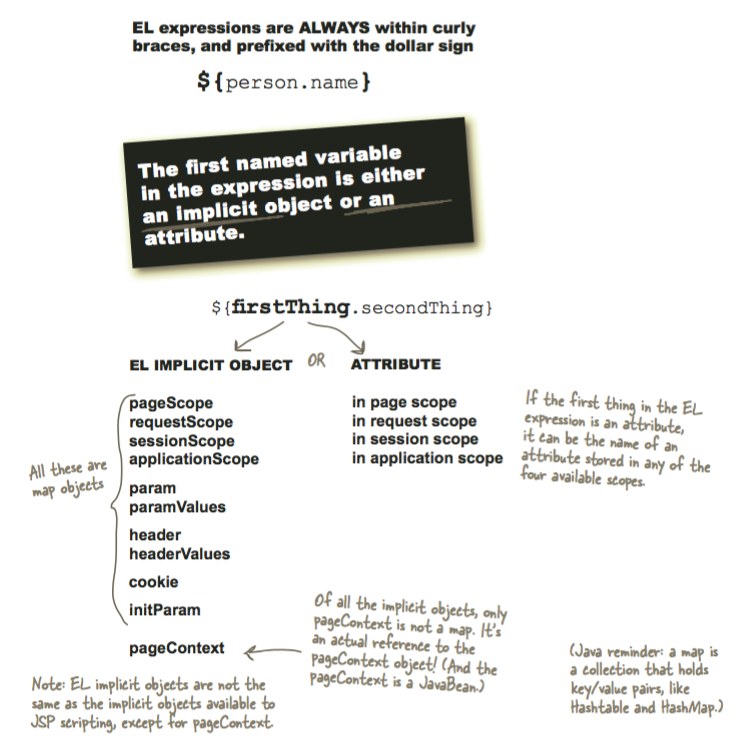 EL expressions are ALWAYS within curly
braces, and prefixed with the dollar sign
${person.name}
The first named variable
in the expression is either
an implicit object or an
attribute.
${firstThing.secondThing}
EL IMPLICIT OBJECT OR ATTRIBUTE
pageScope
requestScope
sessionScope
applicationScope
param
paramValues
header
headerValues
cookie
initParam
pageContext
All these are
map objects
in page scope
in request scope
in session scope
in application scope
If the first thing in the EL
expression is an attribute,
it can be the name of an
attribute stored in any of the
four available scopes.
Of all the implicit objects, only
pageContext is not a map. It's
an actual reference to the
pageContext object! (And the
pageContext is a JavaBean.)
(Java reminder: a map is
a collection that holds
key/value pairs, like
Hashtable and HashMap.)
Note: EL implicit objects are not the
same as the implicit objects available to
JSP scripting, except for pageContext.